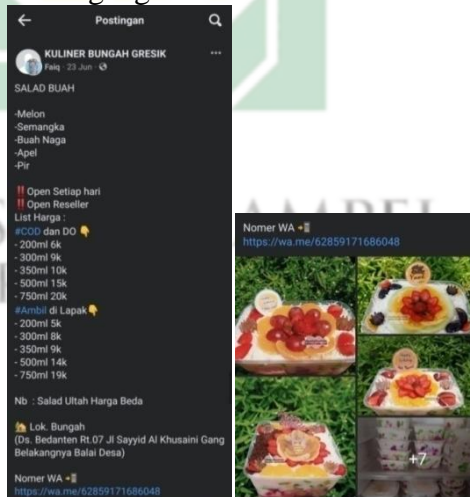 Postingan
KULINER BUNGAH GRESIK
Faiq · 23 Jun ·
SALAD BUAH
-Melon
-Semangka
-Buah Naga
-Apel
-Pir
‼️Open Setiap hari
‼️Open Reseller
List Harga :
#COD dan DO 👇
- 200ml 6k
- 300ml 9k
- 350ml 10k
- 500ml 15k
- 750ml 20k
#Ambil di Lapak👇
- 200ml 5k
- 300ml 8k
- 350ml 9k
- 500ml 14k
- 750ml 19k
Nb : Salad Ultah Harga Beda
🏡 Lok. Bungah
(Ds. Bedanten Rt.07 Jl Sayyid Al Khusaini Gang
Belakangnya Balai Desa)
Nomer WA 📲
https://wa.me/62859171686048
Nomer WA 📲
https://wa.me/62859171686048
+7